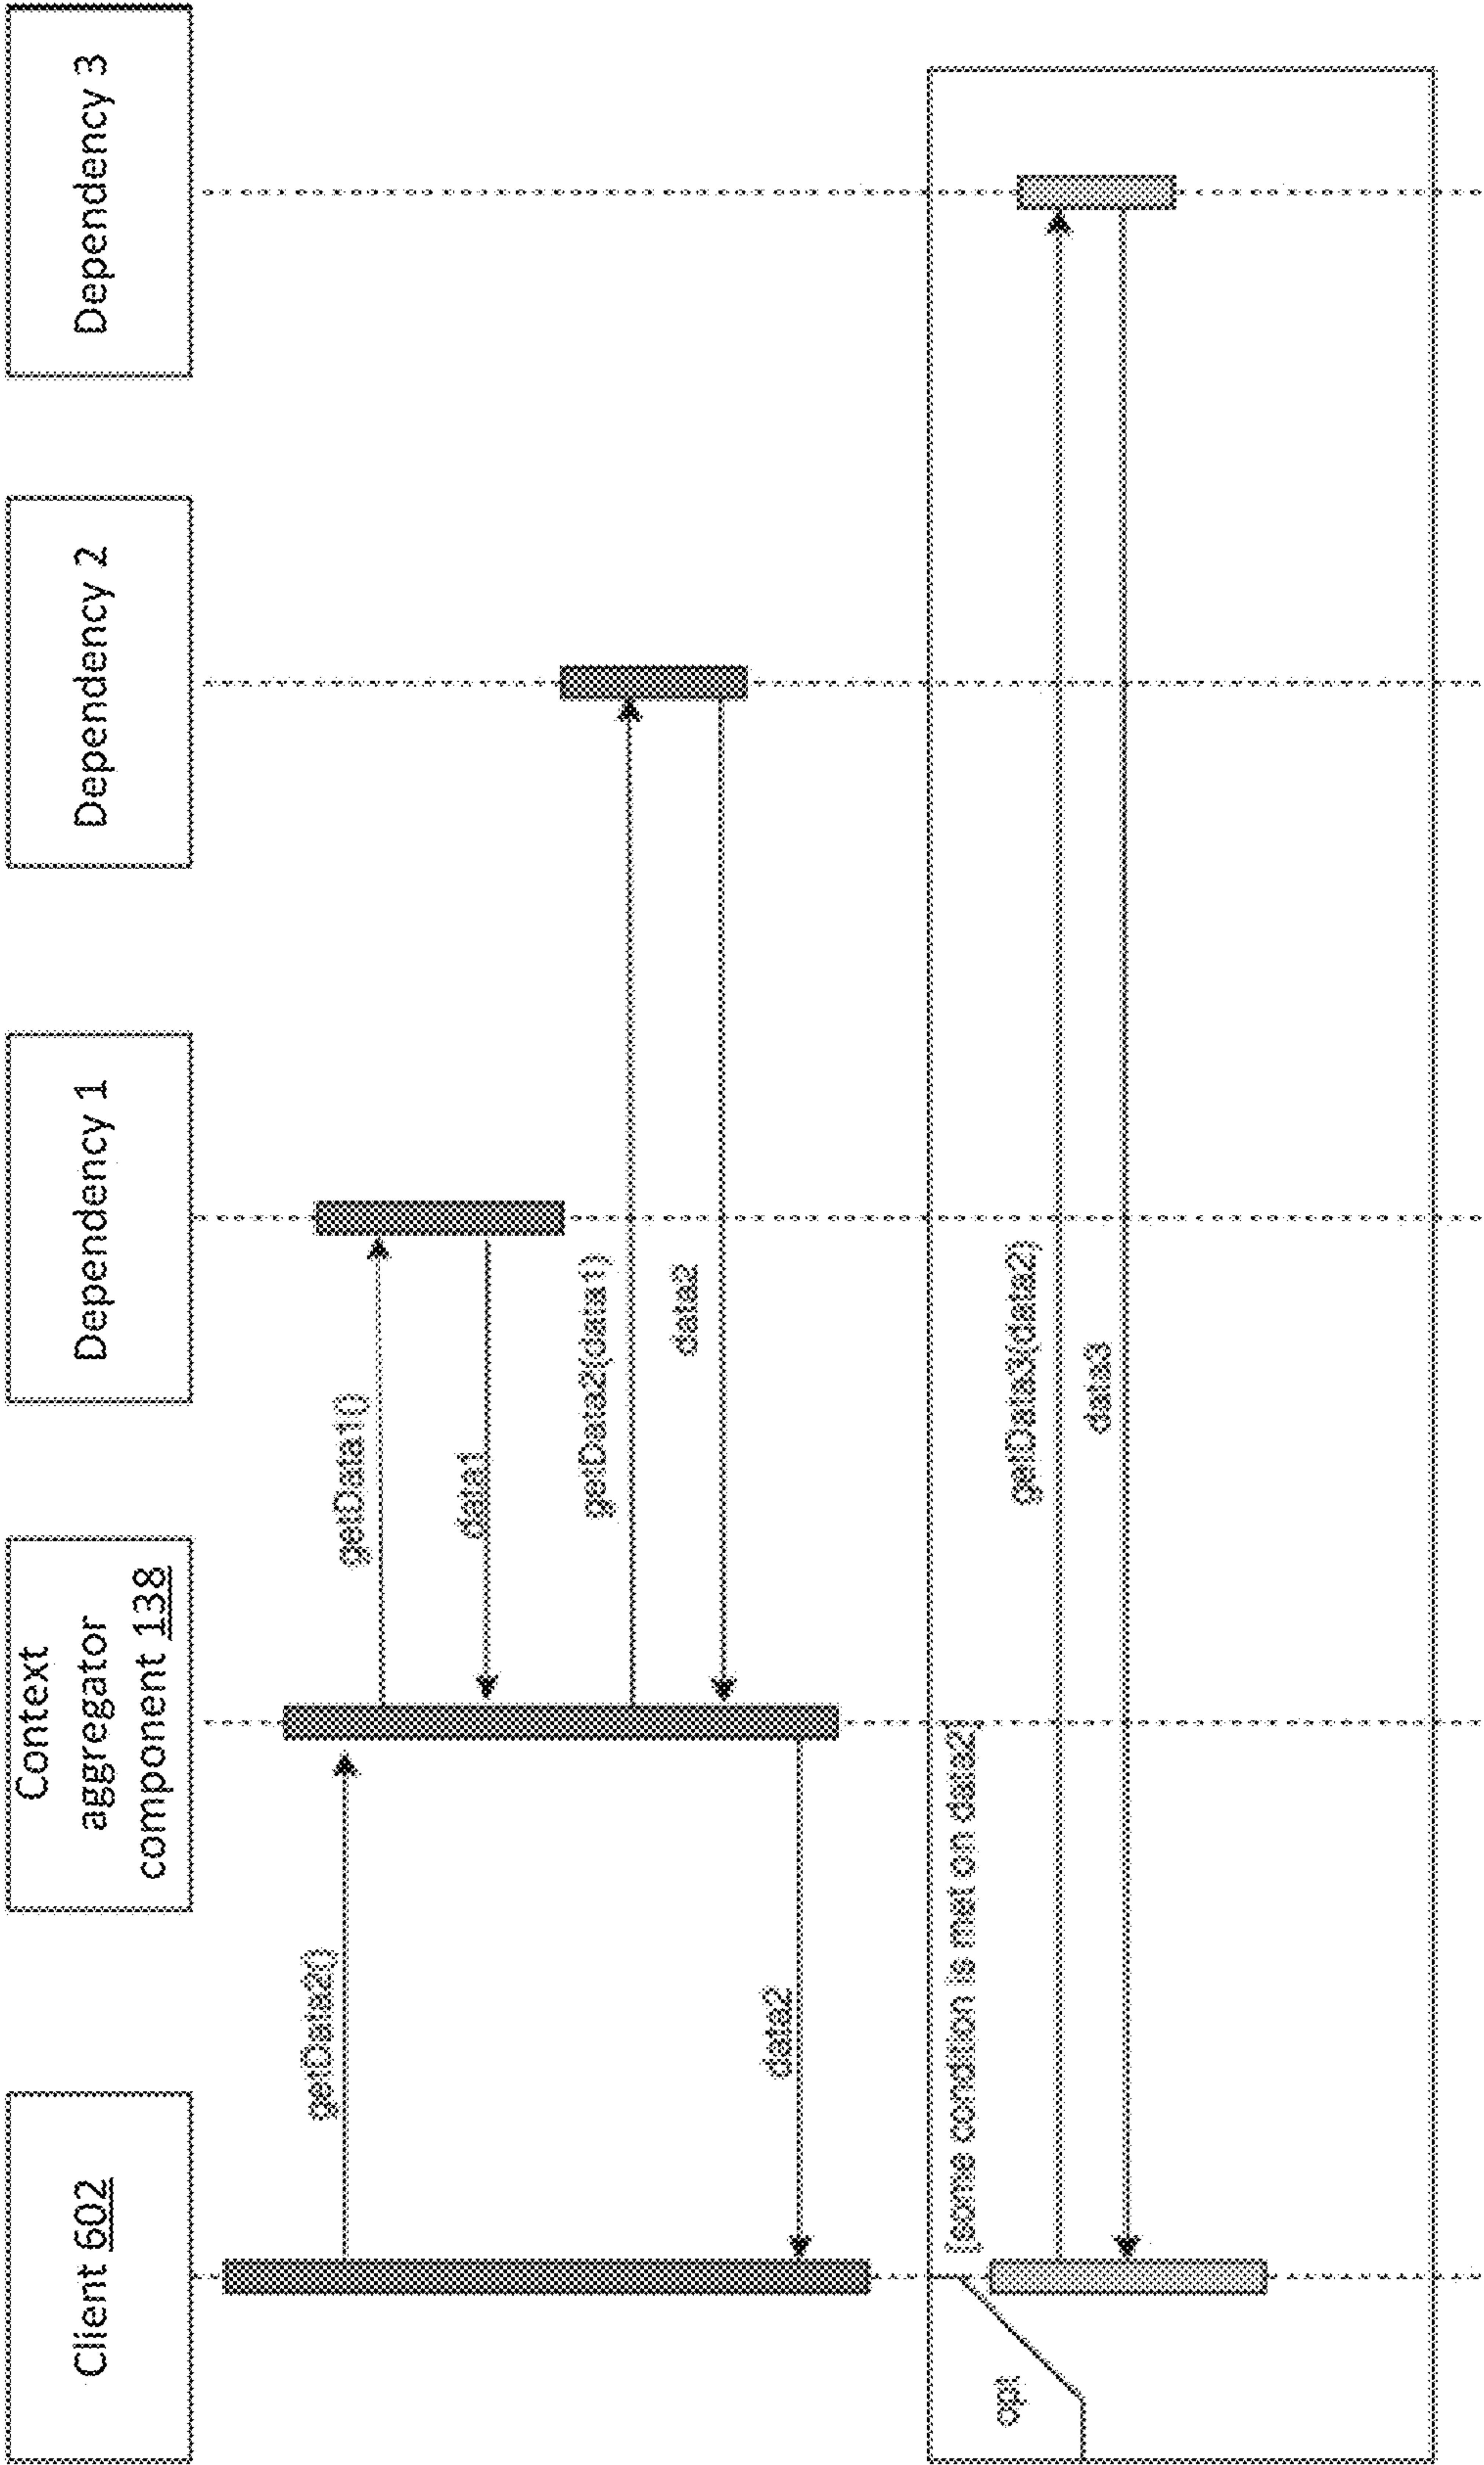 Client 602
Context
aggregator
component 138
Dependency 1
Dependency 2
Dependency 3
getData2()
getData1()
data1
getData2(data1)
data2
data2
opt
[some condition is met on data2]
getData3(data2)
data3